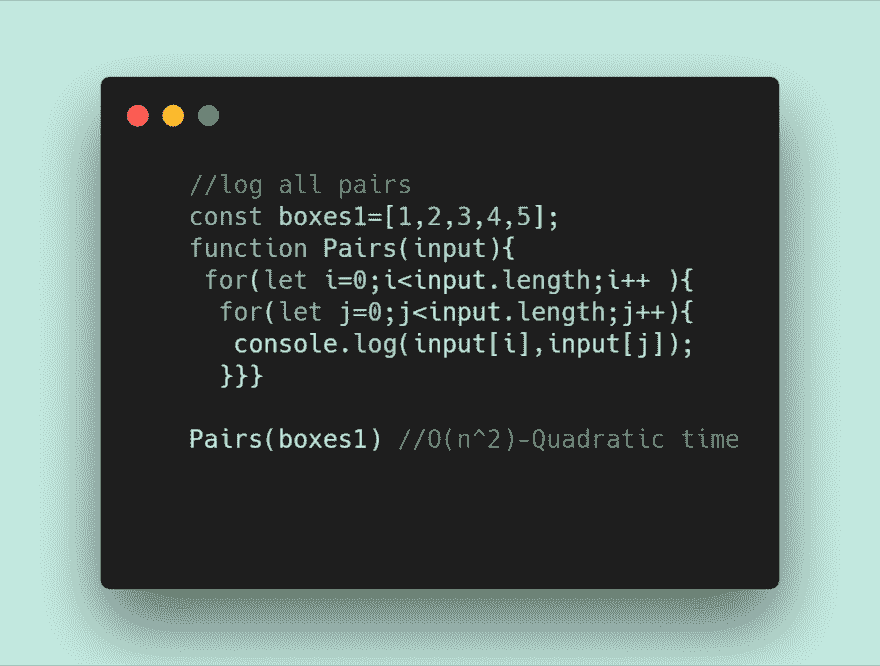 //log all pairs
const boxes1=[1,2,3,4,5];
function Pairs(input){
for(let i=0;i<input.length;i++ ){
for(let j=0;j<input.length;j++){
console.log(input[i],input[j]);
}}}
Pairs(boxes1) //O(n^2)-Quadratic time